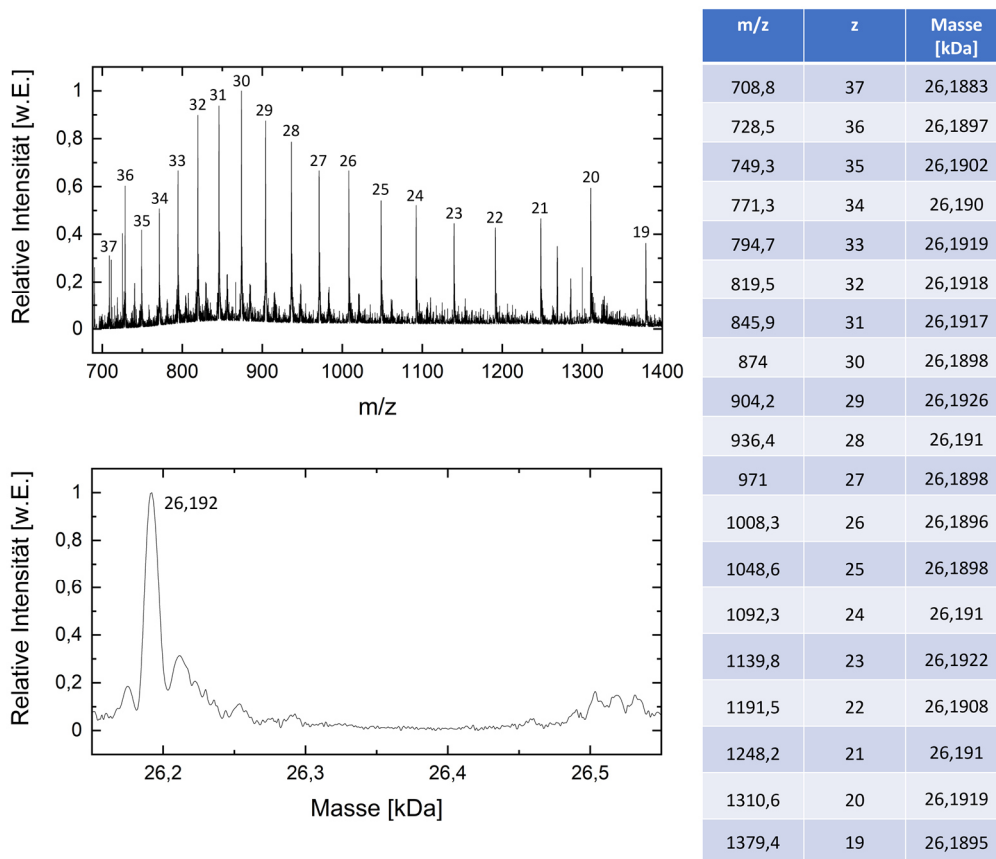 Relative Intensität [w.E.]
1
0,8
0,6
0,4
0,2
0
37
36
35
34
33
32
31
30
29
28
27
26
25
24
23
22
21
20
19
700 800 900 1000 1100 1200 1300 1400
m/z
Relative Intensität [w.E.]
1
0,8
0,6
0,4
0,2
0
26,192
26,2 26,3 26,4 26,5
Masse [kDa]
m/z z Masse
[kDa]
708,8 37 26,1883
728,5 36 26,1897
749,3 35 26,1902
771,3 34 26,190
794,7 33 26,1919
819,5 32 26,1918
845,9 31 26,1917
874 30 26,1898
904,2 29 26,1926
936,4 28 26,191
971 27 26,1898
1008,3 26 26,1896
1048,6 25 26,1898
1092,3 24 26,191
1139,8 23 26,1922
1191,5 22 26,1908
1248,2 21 26,191
1310,6 20 26,1919
1379,4 19 26,1895